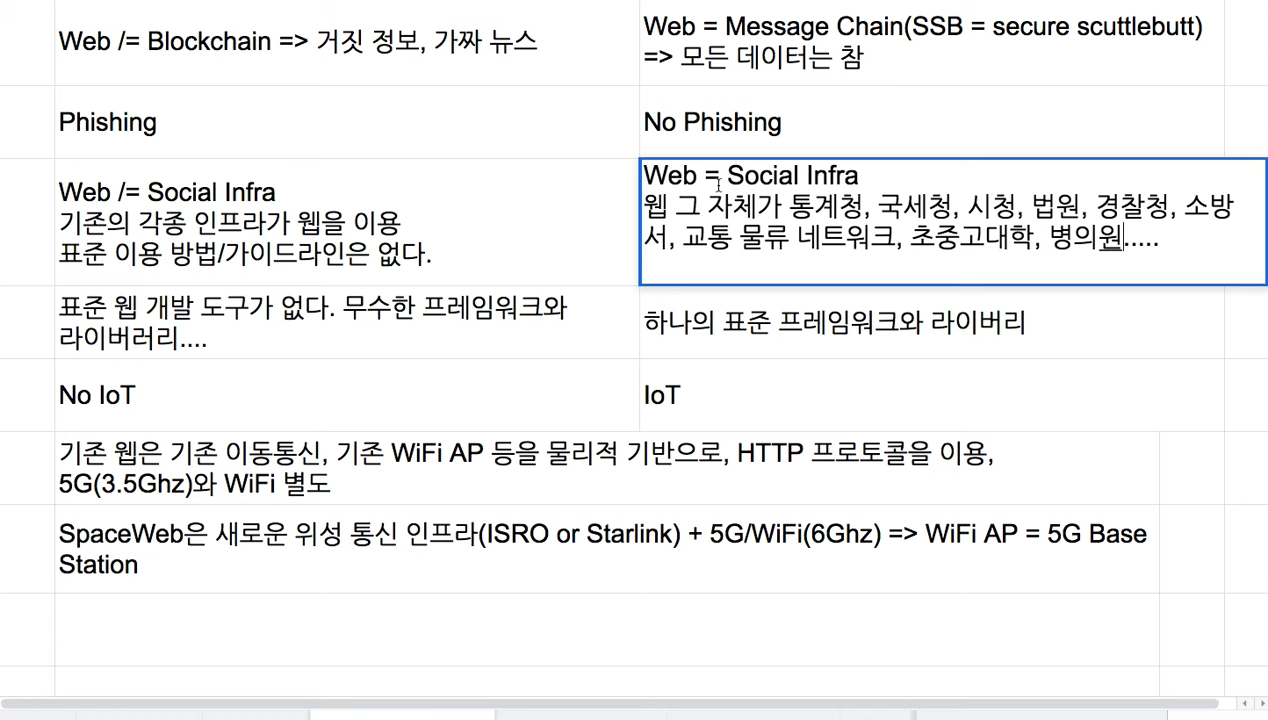 Web /= Blockchain => 거짓 정보, 가짜 뉴스
Web = Message Chain(SSB = secure scuttlebutt)
=> 모든 데이터는 참
Phishing
No Phishing
Web /= Social Infra
기존의 각종 인프라가 웹을 이용
표준 이용 방법/가이드라인은 없다.
Web = Social Infra
웹 그 자체가 통계청, 국세청, 시청, 법원, 경찰청, 소방
서, 교통 물류 네트워크, 초중고대학, 병의원.....
표준 웹 개발 도구가 없다. 무수한 프레임워크와
라이버러리....
하나의 표준 프레임워크와 라이버리
No IoT
IoT
기존 웹은 기존 이동통신, 기존 WiFi AP 등을 물리적 기반으로, HTTP 프로토콜을 이용,
5G(3.5Ghz)와 WiFi 별도
SpaceWeb은 새로운 위성 통신 인프라(ISRO or Starlink) + 5G/WiFi(6Ghz) => WiFi AP = 5G Base
Station